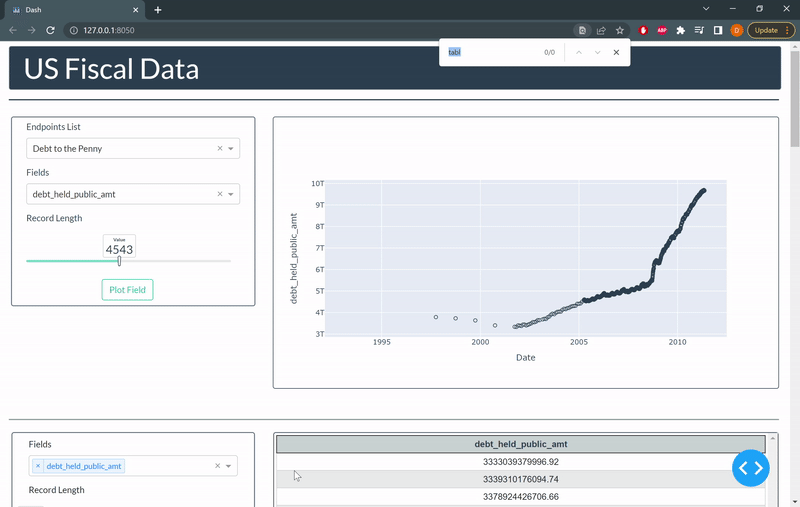 Dash
127.0.0.1:8050
ABP
D
Update
tabl
0/0
US Fiscal Data
Endpoints List
Debt to the Penny
Fields
debt_held_public_amt
Record Length
Value
4543
Plot Field
debt_held_public_amt
10T
9T
8T
7T
6T
5T
4T
3T
1995
2000
2005
2010
Date
Fields
debt_held_public_amt
Record Length
debt_held_public_amt
3333039379996.92
3339310176094.74
3378924426706.66